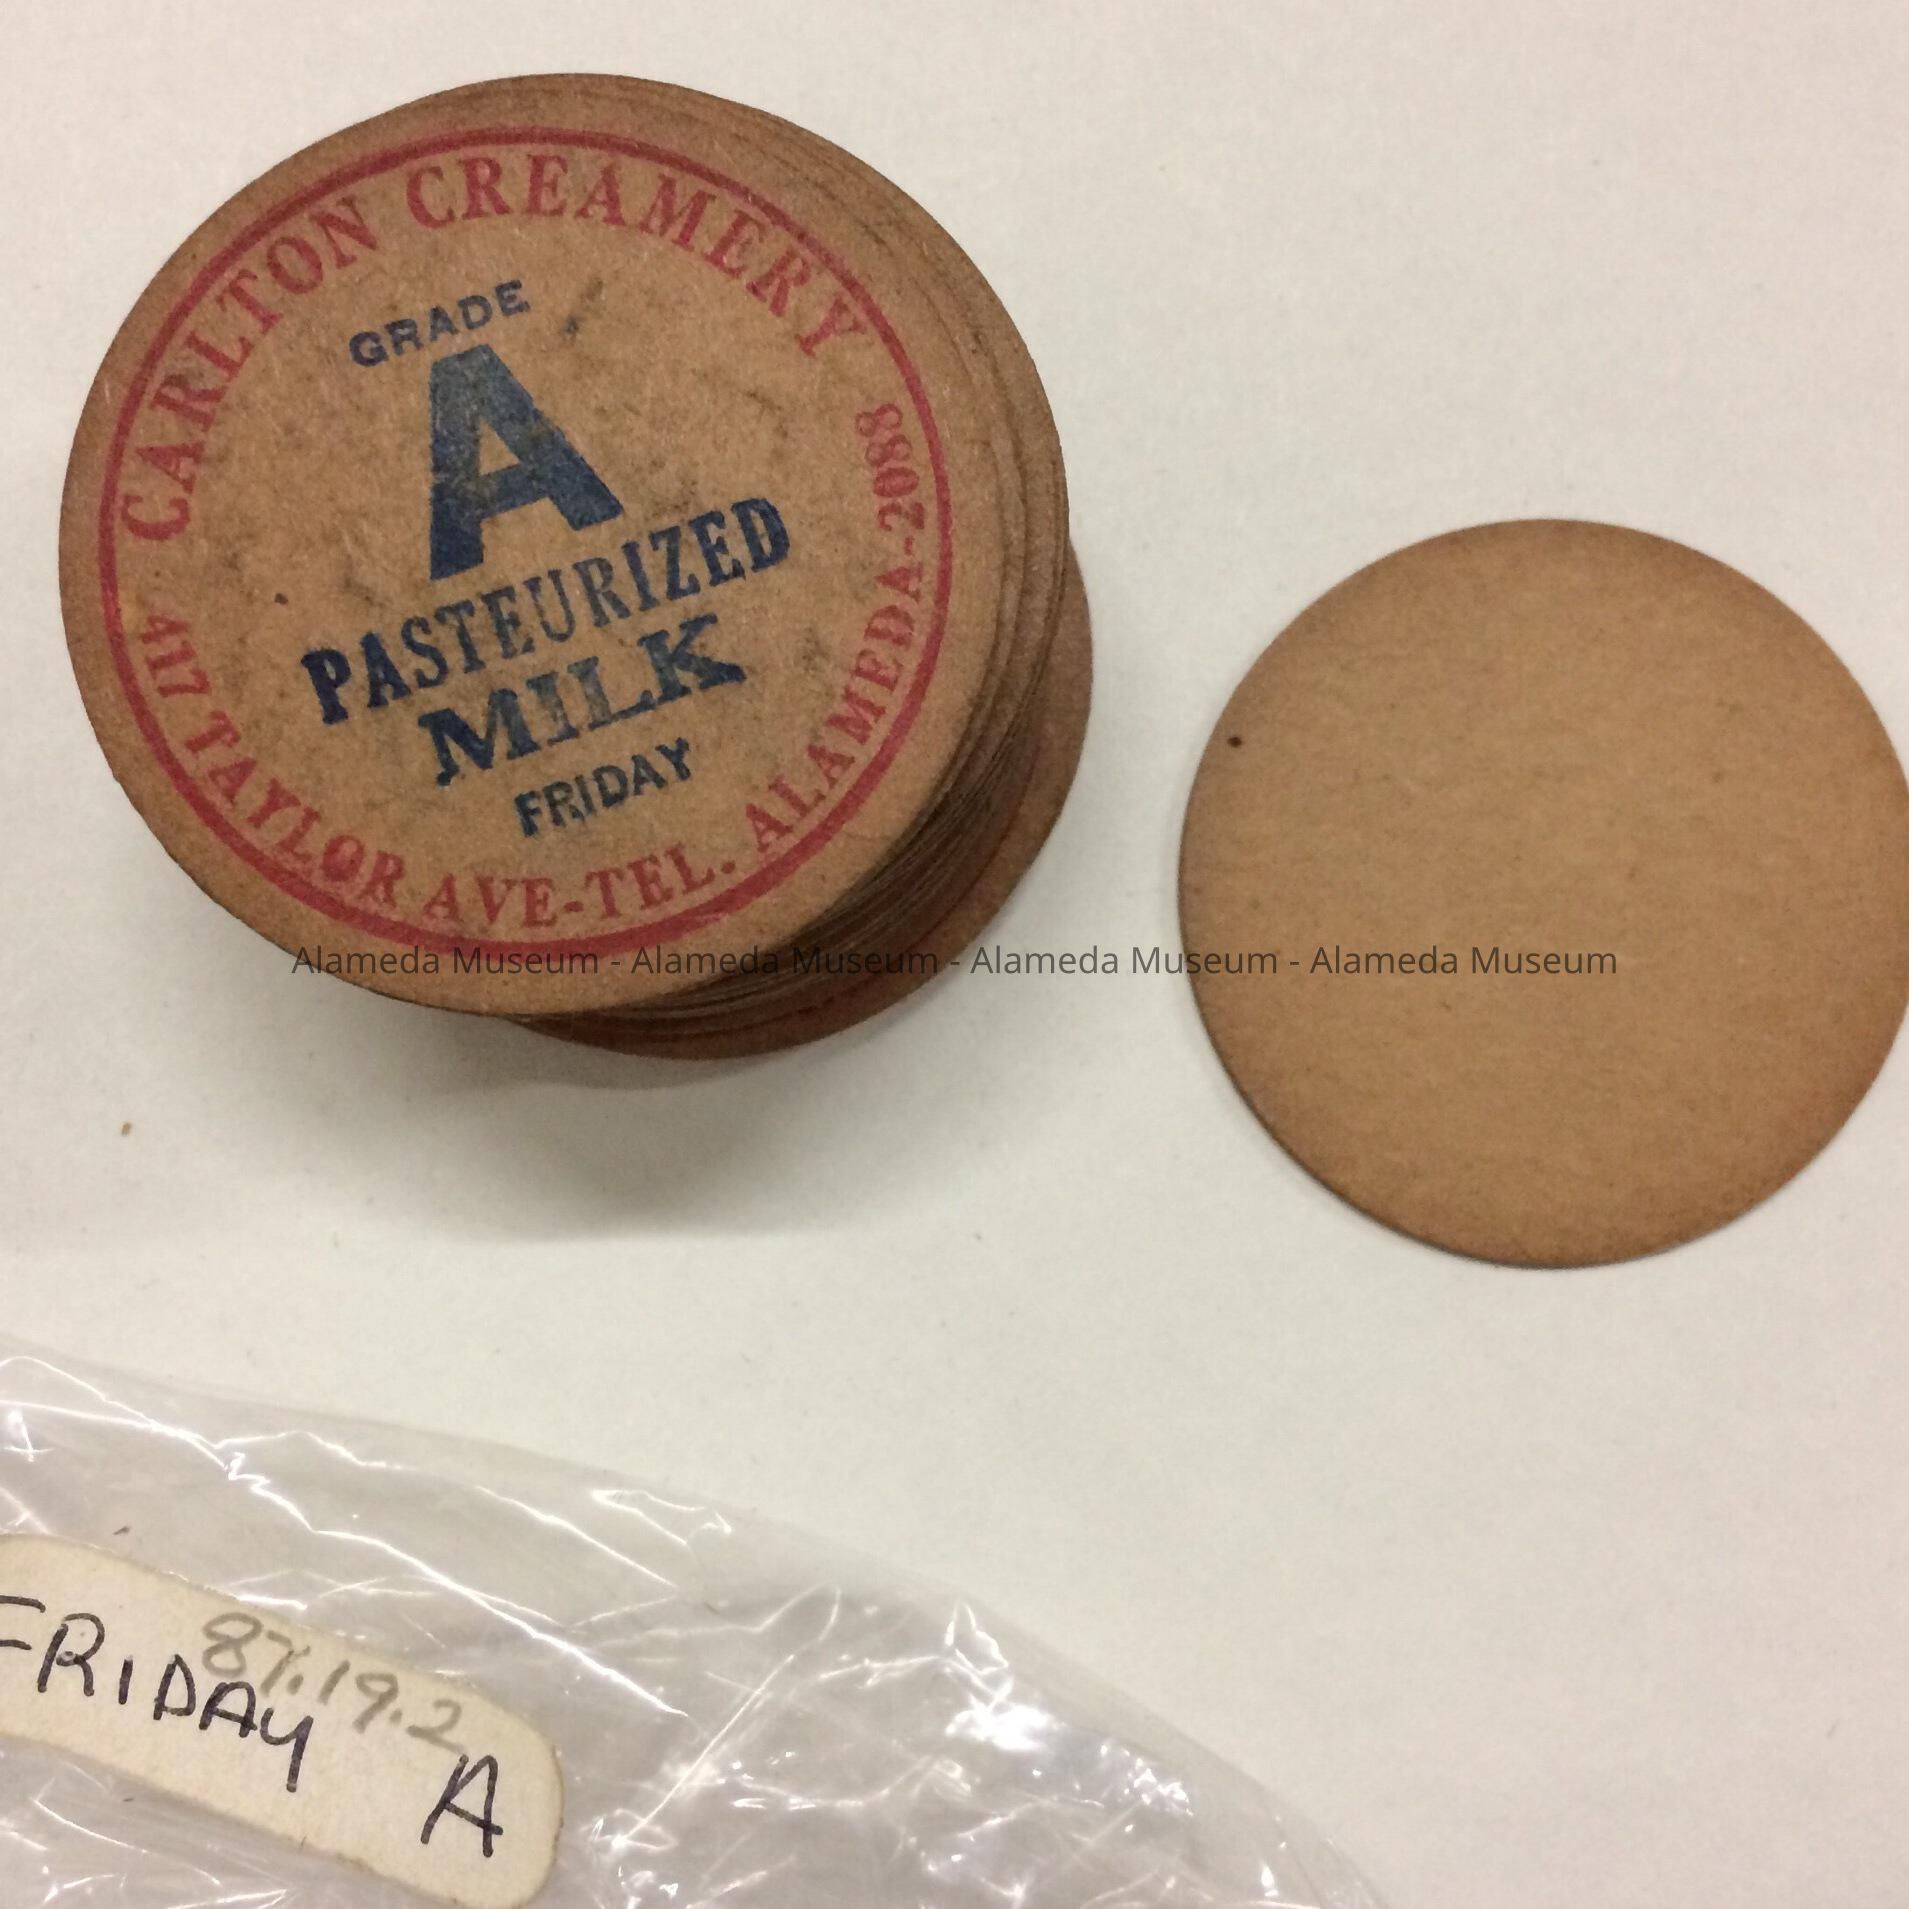 CARLTON CREAMERY
GRADE
A
PASTEURIZED
MILK
FRIDAY
417 TAYLOR AVE-TEL. ALAMEDA-2088
Alameda Museum - Alameda Museum - Alameda Museum - Alameda Museum
87.19.2
FRIDAY A